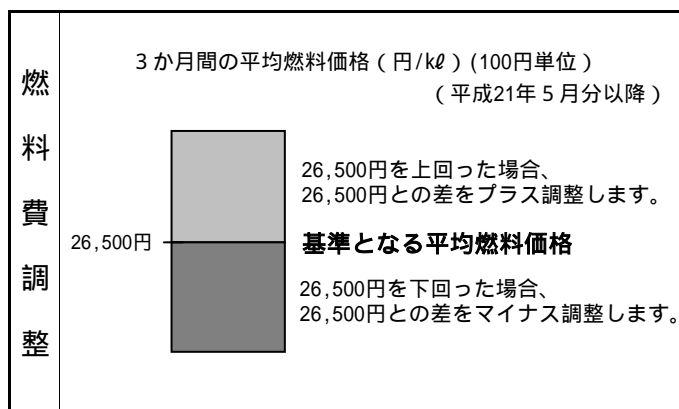 燃料費調整
3か月間の平均燃料価格(円/kℓ)(100円単位)
(平成21年5月分以降)
26,500円を上回った場合、
26,500円との差をプラス調整します。
26,500円
基準となる平均燃料価格
26,500円を下回った場合、
26,500円との差をマイナス調整します。